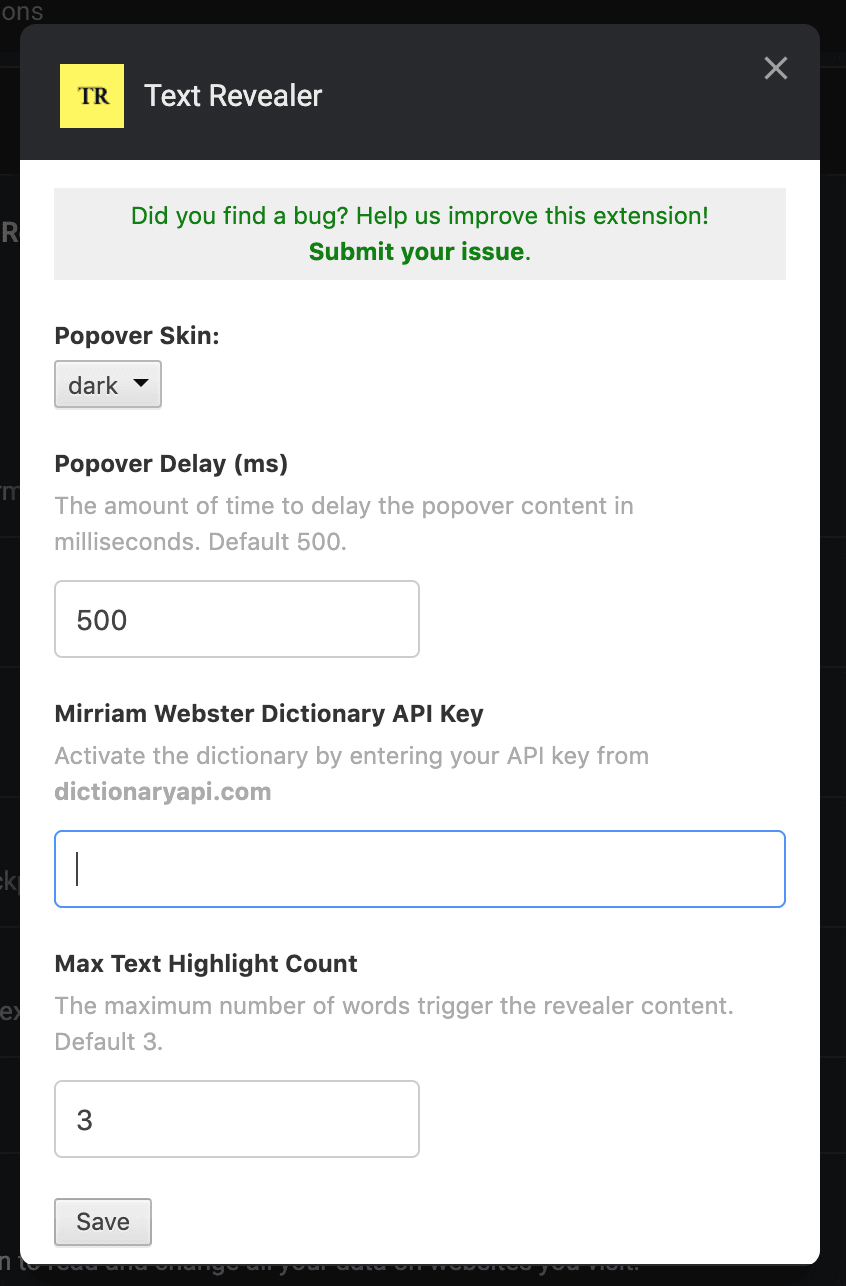 ons
TR Text Revealer
Did you find a bug? Help us improve this extension!
Submit your issue.
Popover Skin:
dark
Popover Delay (ms)
The amount of time to delay the popover content in
milliseconds. Default 500.
500
Mirriam Webster Dictionary API Key
Activate the dictionary by entering your API key from
dictionaryapi.com
Max Text Highlight Count
The maximum number of words trigger the revealer content.
Default 3.
3
Save
n to read and change all your data on websites you visit.